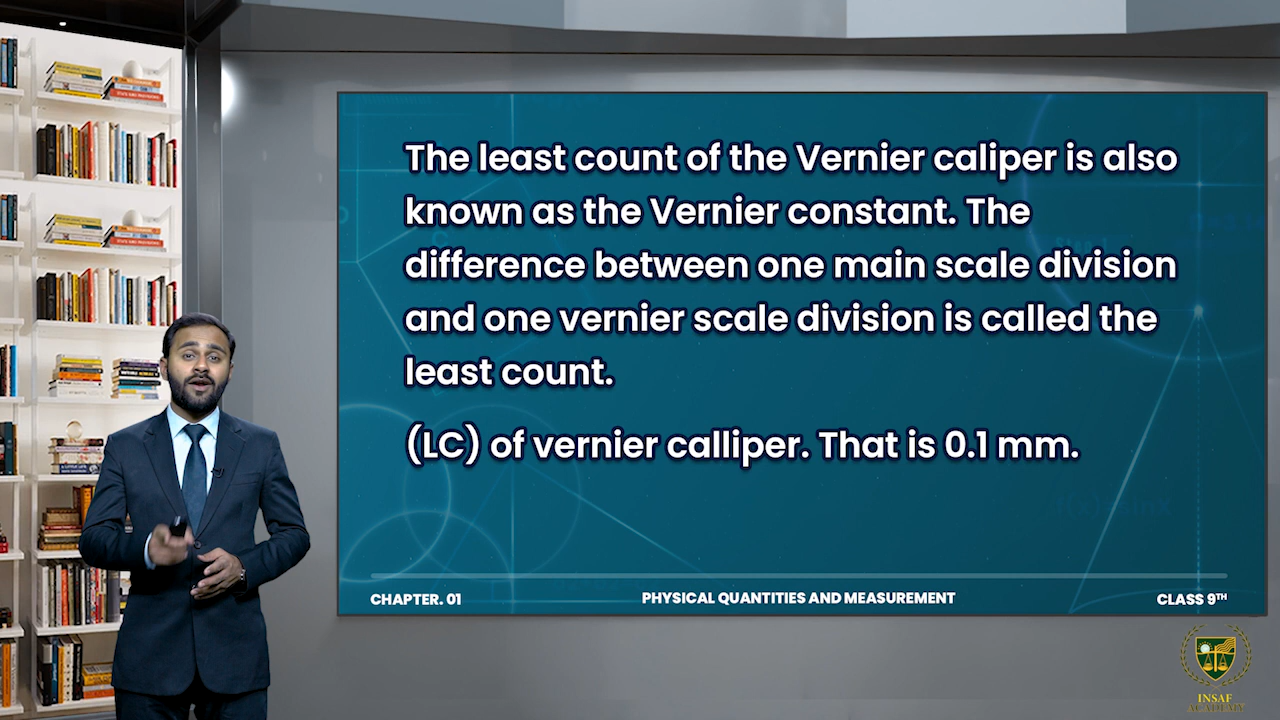 The least count of the Vernier caliper is also
known as the Vernier constant. The
difference between one main scale division
and one vernier scale division is called the
least count.
(LC) of vernier calliper. That is 0.1 mm.
CHAPTER. 01
PHYSICAL QUANTITIES AND MEASUREMENT
CLASS 9TH
INSAF
ACADEMY